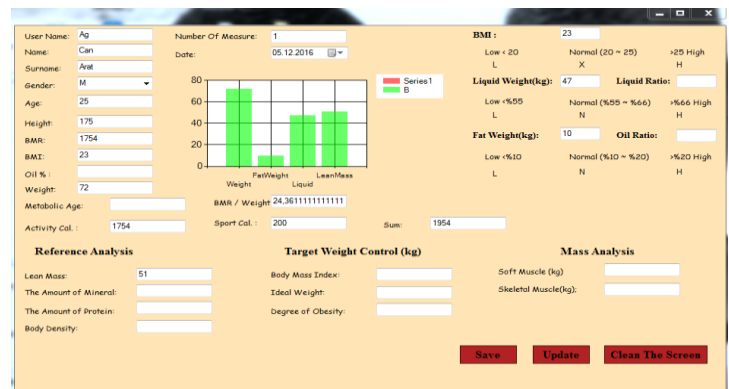 User Name: Ag
Name: Can
Surname: Arat
Gender: M
Age: 25
Height: 175
BMR: 1754
BMI: 23
Oil % :
Weight: 72
Metabolic Age:
Activity Cal. : 1754
Number Of Measure: 1
Date: 05.12.2016
80
60
40
20
0
Weight
FatWeight
Liquid
LeanMass
Series1
B
BMR / Weight 24,3611111111111
Sport Cal. : 200
Sum: 1954
BMI : 23
Low < 20 Normal (20 ~ 25) >25 High
L X H
Liquid Weight(kg): 47 Liquid Ratio:
Low <%55 Normal (%55 ~ %66) >%66 High
L N H
Fat Weight(kg): 10 Oil Ratio:
Low <%10 Normal (%10 ~ %20) >%20 High
L N H
Reference Analysis
Lean Mass: 51
The Amount of Mineral:
The Amount of Protein:
Body Density:
Target Weight Control (kg)
Body Mass Index:
Ideal Weight:
Degree of Obesity:
Mass Analysis
Soft Muscle (kg)
Skeletal Muscle(kg);
Save Update Clean The Screen